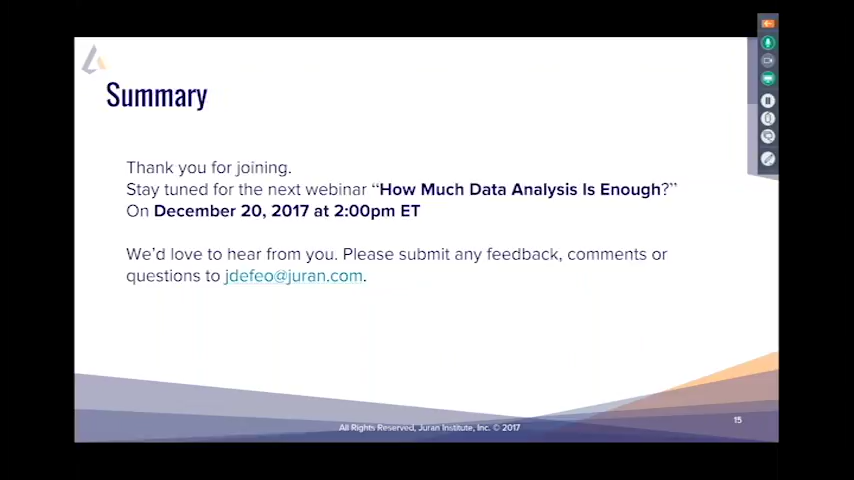 Summary
Thank you for joining.
Stay tuned for the next webinar “How Much Data Analysis Is Enough?”
On December 20, 2017 at 2:00pm ET
We’d love to hear from you. Please submit any feedback, comments or
questions to jdefeo@juran.com.
All Rights Reserved, Juran Institute, Inc. © 2017
15